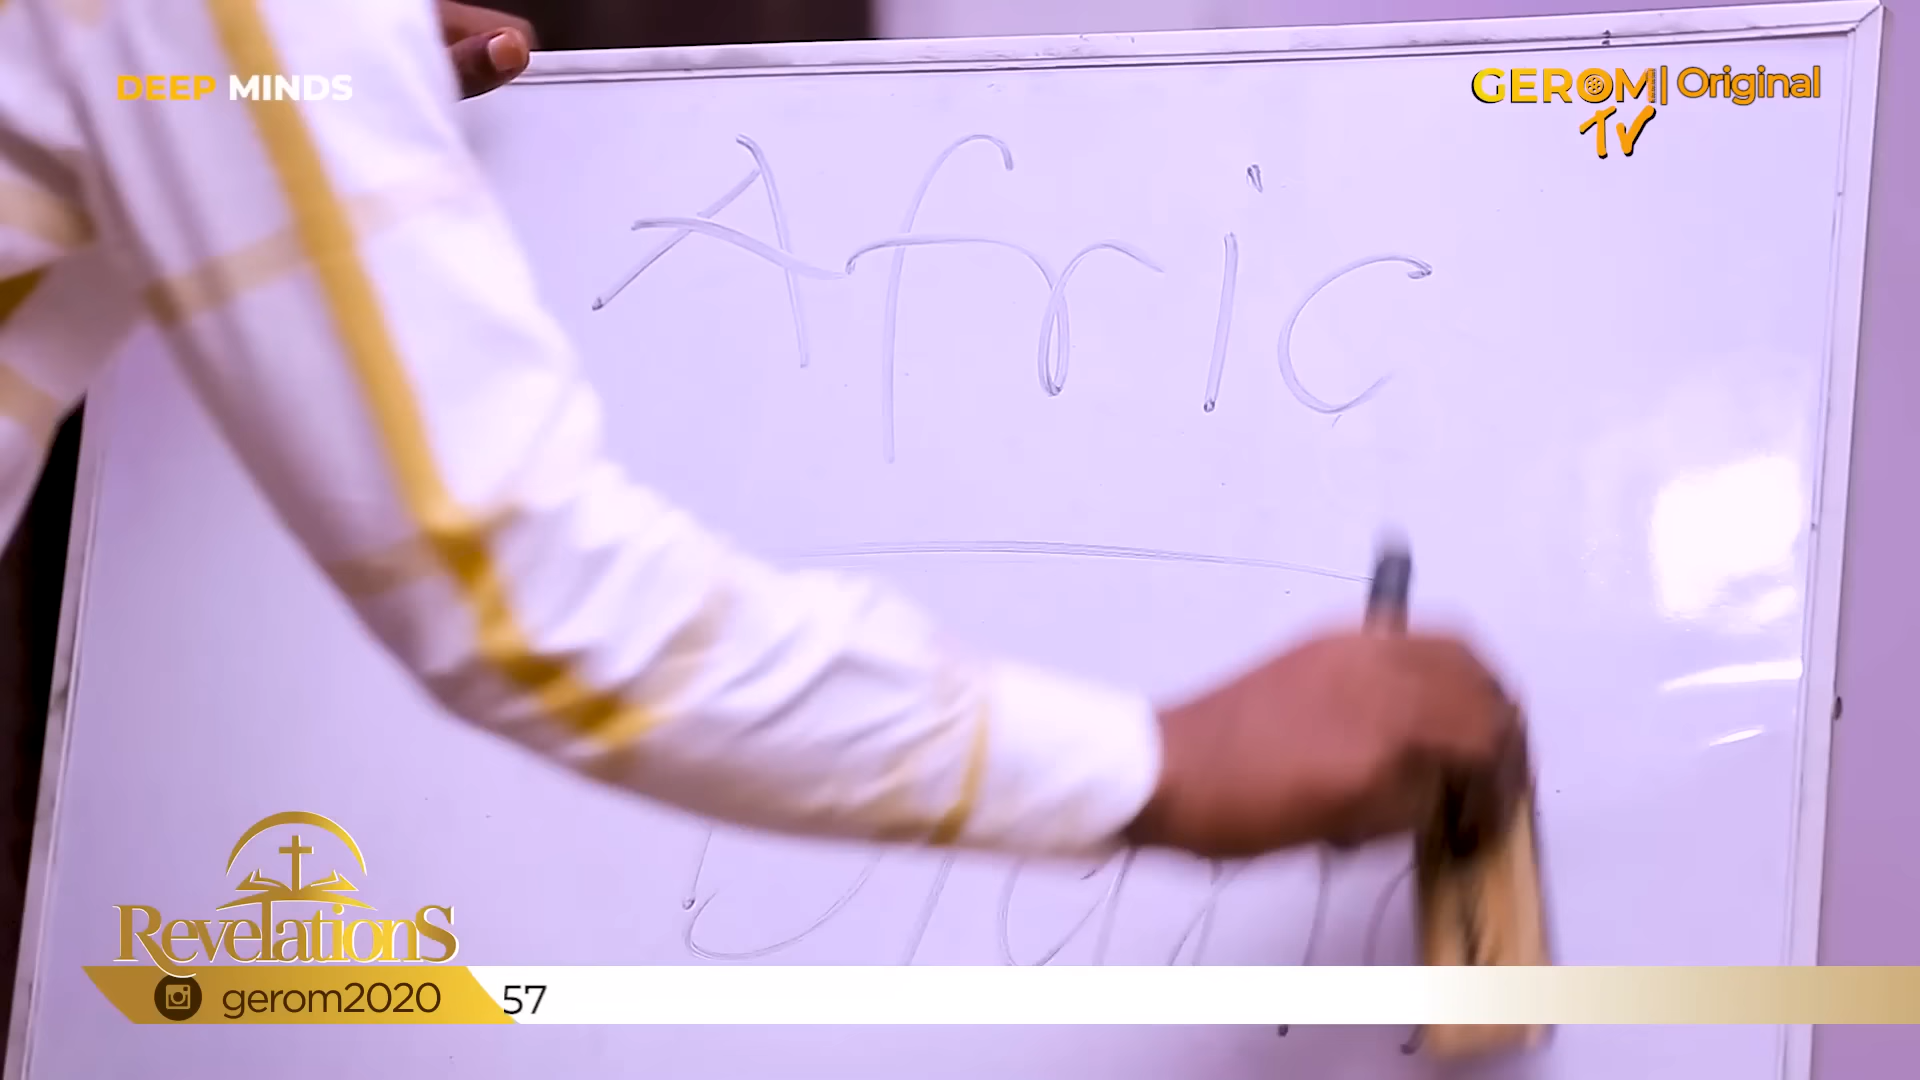 DEEP MINDS
GEROM TV | Original
Afric
Revelations
gerom2020
57